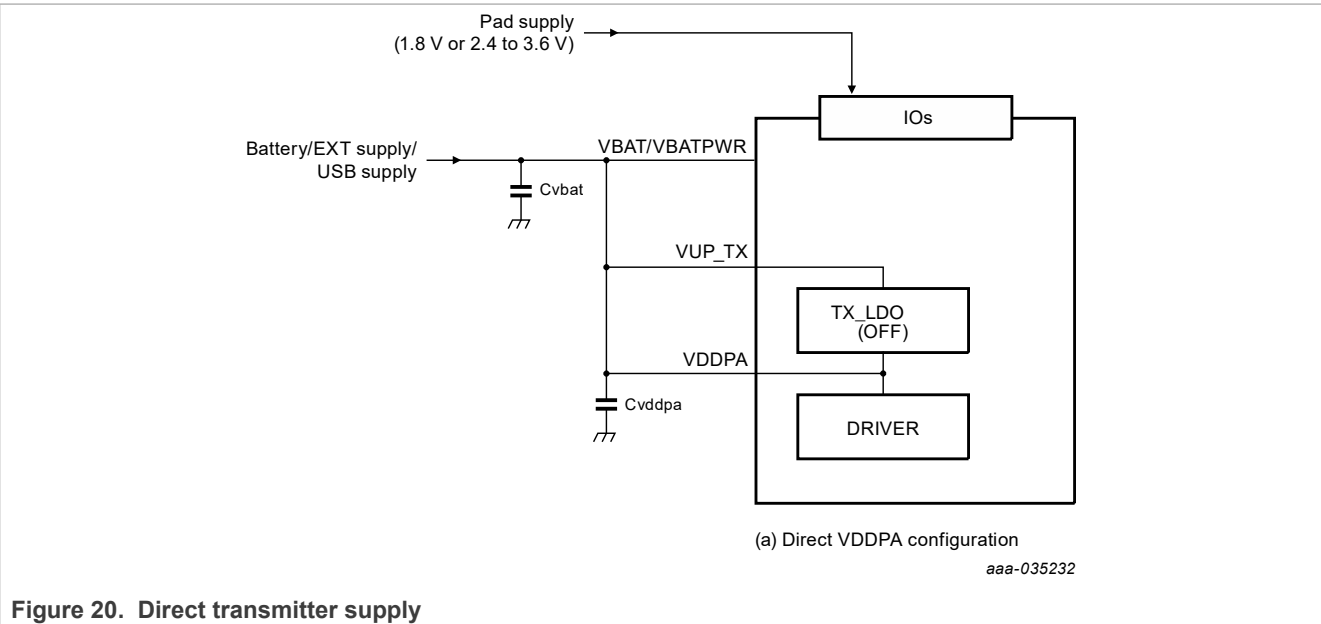 Pad supply
(1.8 V or 2.4 to 3.6 V)
IOs
Battery/EXT supply/
USB supply
VBAT/VBATPWR
Cvbat
VUP_TX
TX_LDO
(OFF)
VDDPA
Cvddpa
DRIVER
(a) Direct VDDPA configuration
aaa-035232
Figure 20. Direct transmitter supply